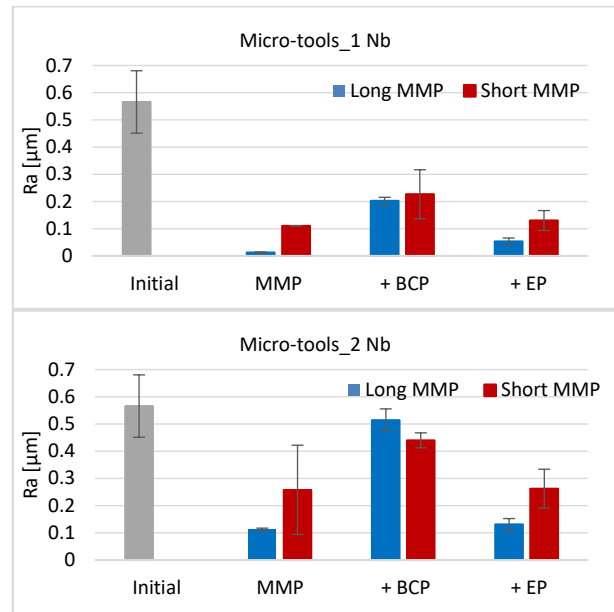 Micro-tools_1 Nb
Long MMP Short MMP
Ra [µm]
0.7
0.6
0.5
0.4
0.3
0.2
0.1
0
Initial MMP + BCP + EP
Micro-tools_2 Nb
Long MMP Short MMP
Ra [µm]
0.7
0.6
0.5
0.4
0.3
0.2
0.1
0
Initial MMP + BCP + EP